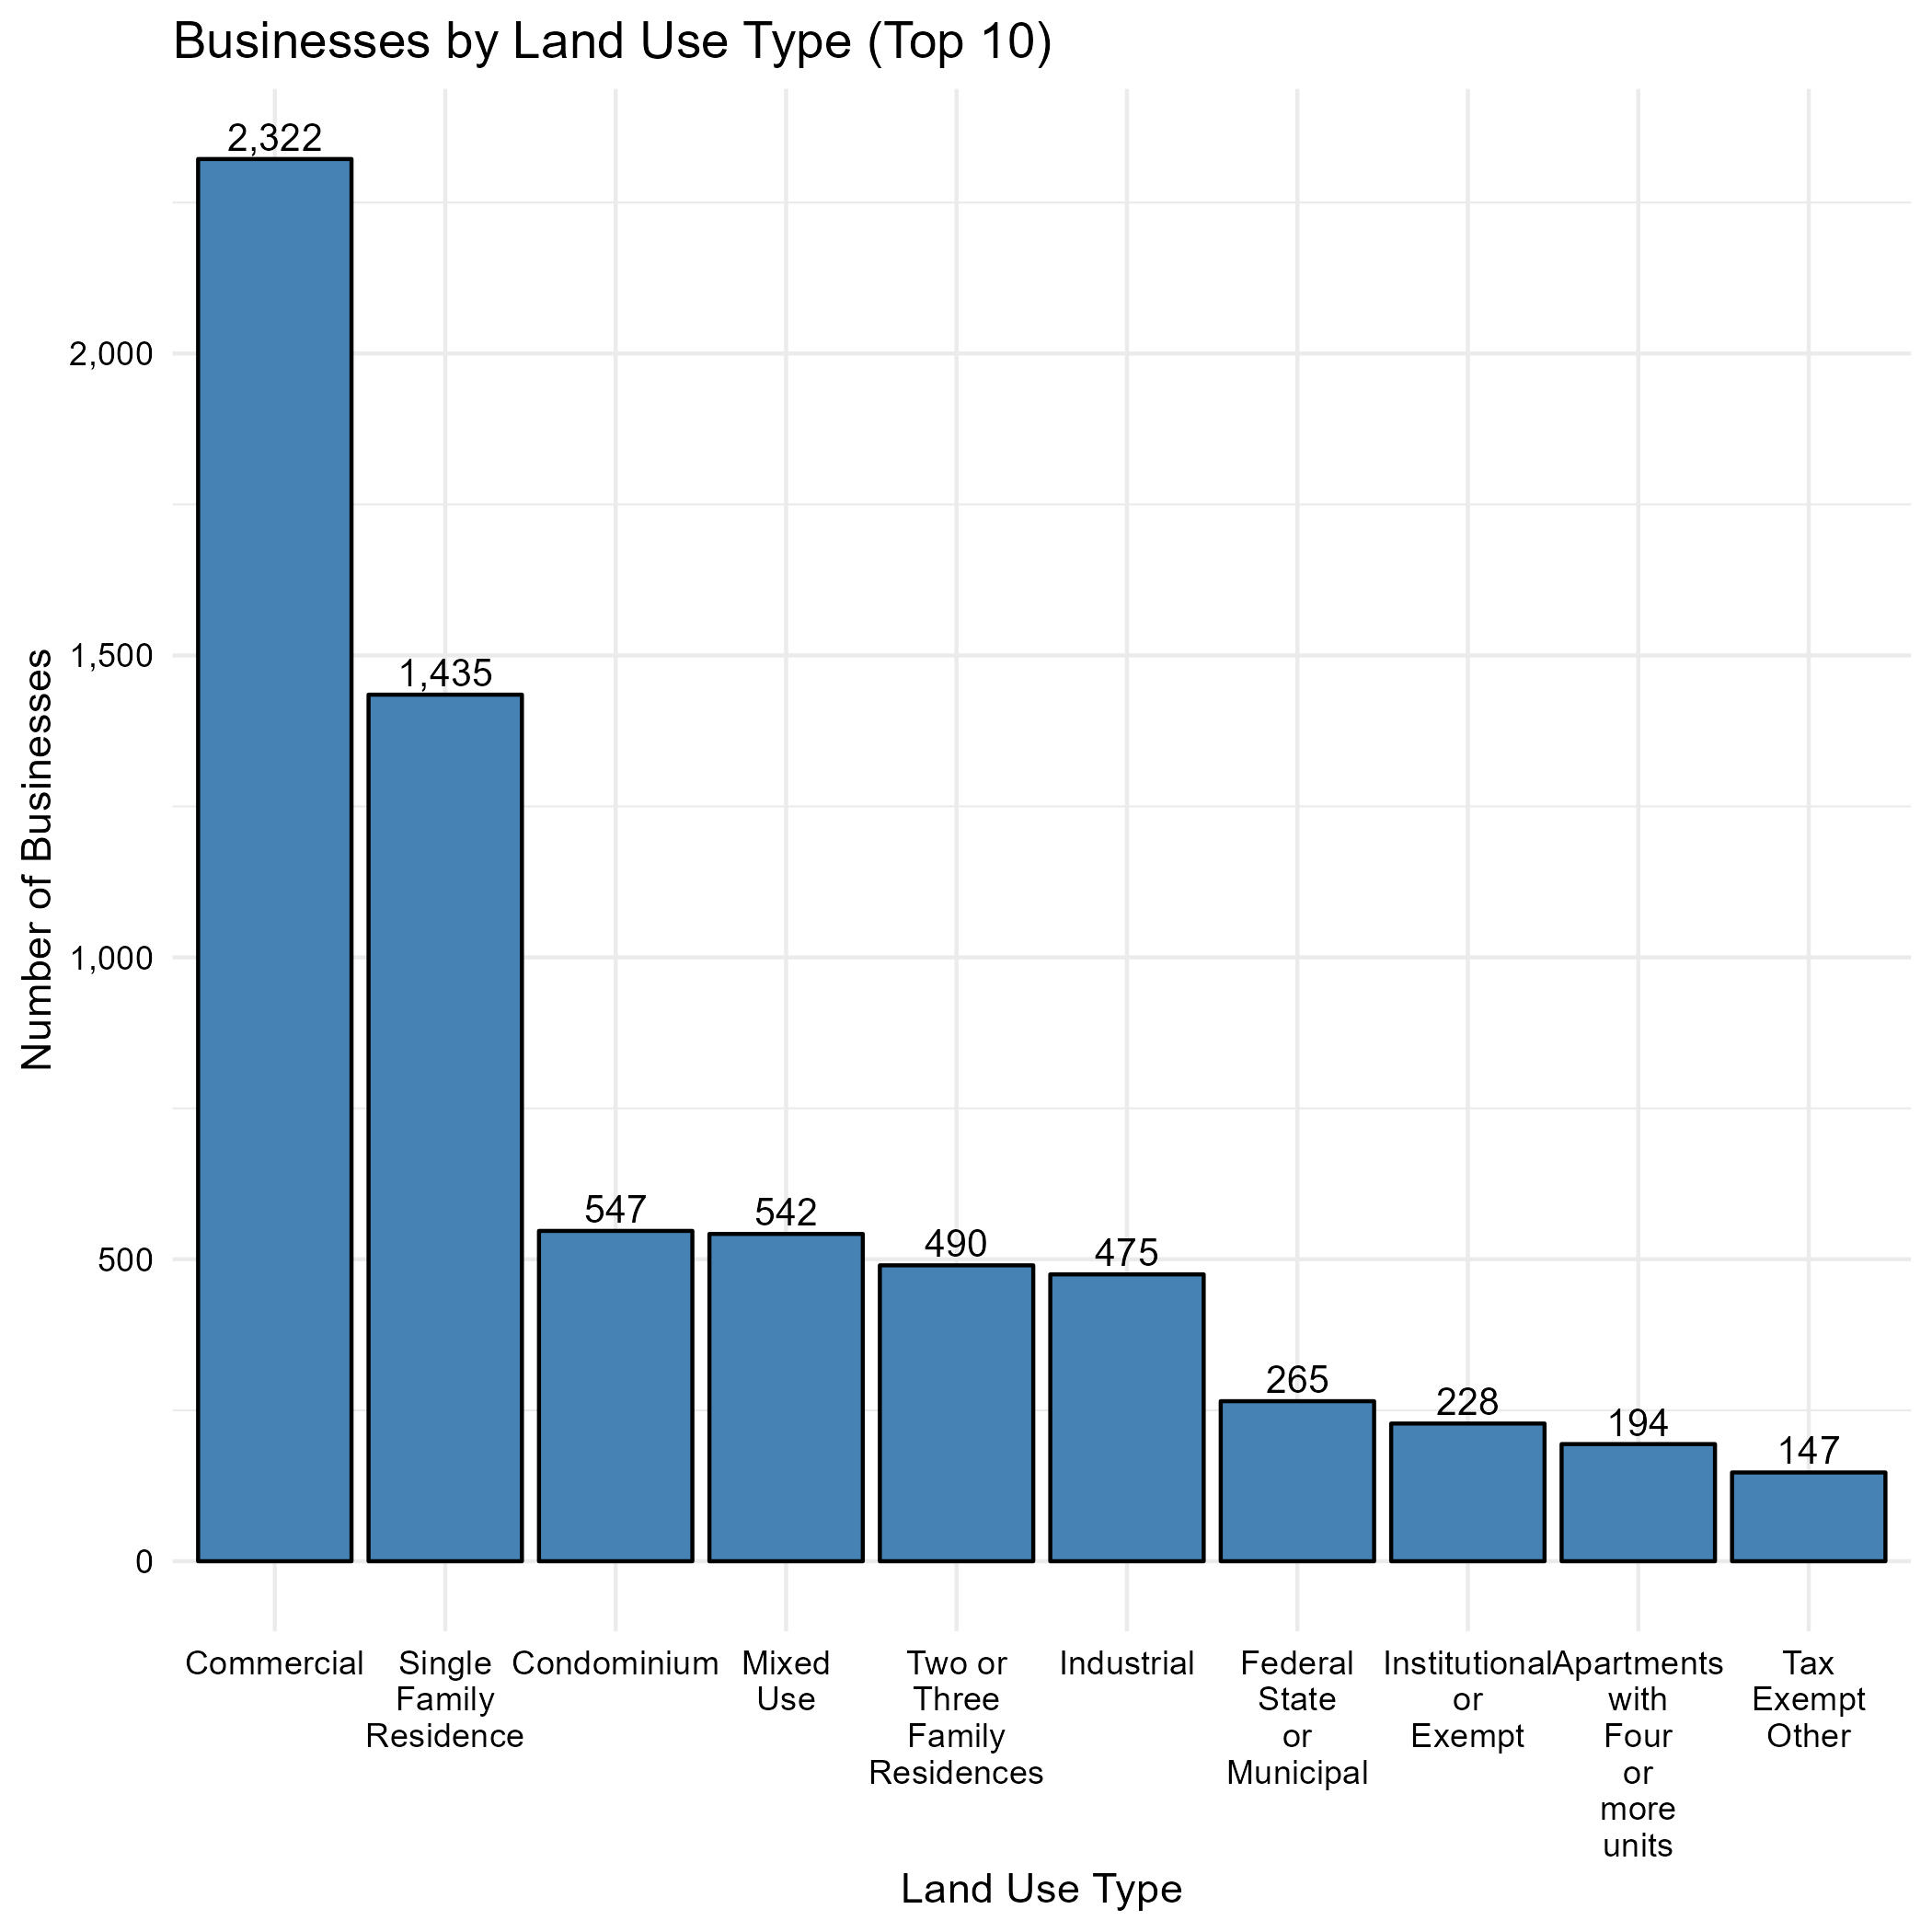 Businesses by Land Use Type (Top 10)
Number of Businesses
2,000
1,500
1,000
500
0
2,322
1,435
547
542
490
475
265
228
194
147
Commercial
Single
Family
Residence
Condominium
Mixed
Use
Two or
Three
Family
Residences
Industrial
Federal
State
or
Municipal
Institutional
or
Exempt
Apartments
with
Four
or
more
units
Tax
Exempt
Other
Land Use Type